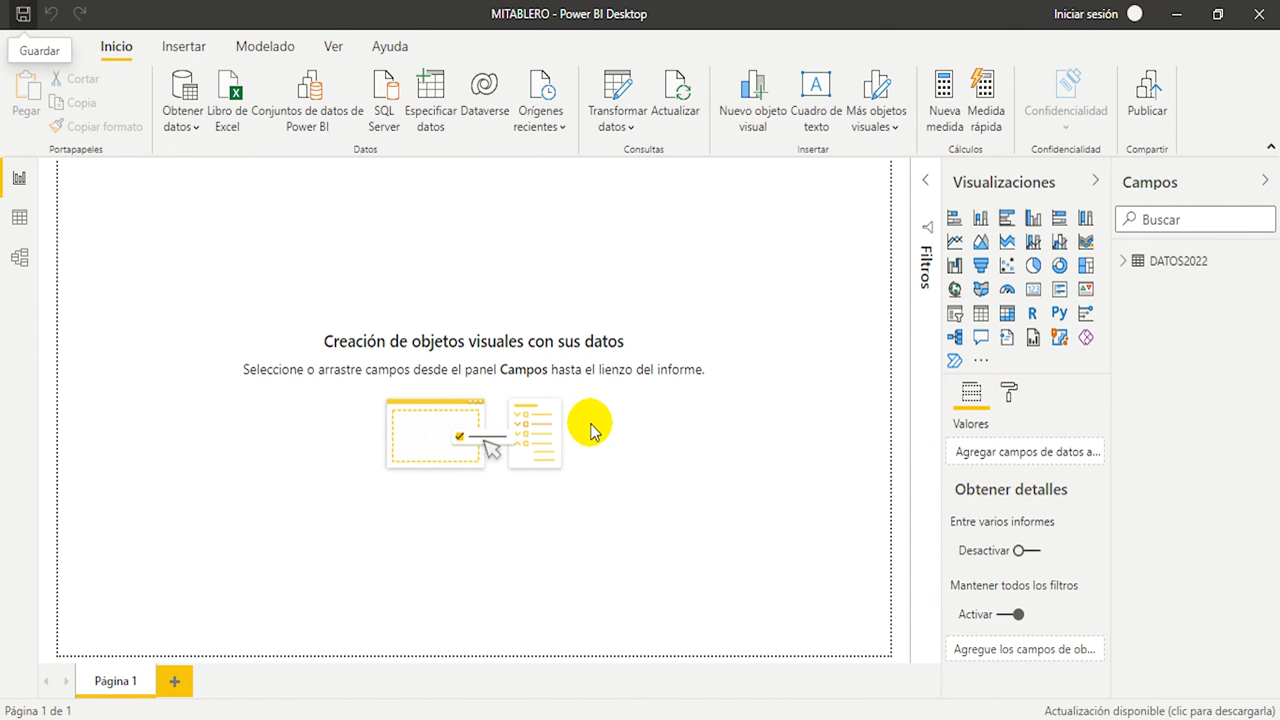 MITABLERO - Power BI Desktop
Iniciar sesión
Guardar
Inicio
Insertar
Modelado
Ver
Ayuda
Pegar
Cortar
Copia
Copiar formato
Portapapeles
Obtener
datos
Libro de
Excel
Conjuntos de datos de
Power BI
SQL
Server
Especificar
datos
Dataverse
Orígenes
recientes
Datos
Transformar
datos
Actualizar
Consultas
Nuevo objeto
visual
Cuadro de
texto
Más objetos
visuales
Insertar
Nueva
medida
Medida
rápida
Cálculos
Confidencialidad
Confidencialidad
Publicar
Compartir
Creación de objetos visuales con sus datos
Seleccione o arrastre campos desde el panel Campos hasta el lienzo del informe.
Filtros
Visualizaciones
123
R
Py
Valores
Agregar campos de datos a...
Obtener detalles
Entre varios informes
Desactivar
Mantener todos los filtros
Activar
Agregue los campos de ob...
Campos
Buscar
DATOS2022
Página 1
Página 1 de 1
Actualización disponible (clic para descargarla)